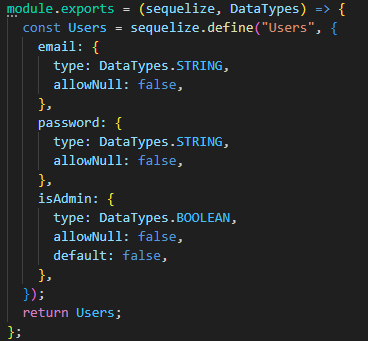 module.exports = (sequelize, DataTypes) => {
  const Users = sequelize.define("Users", {
    email: {
      type: DataTypes.STRING,
      allowNull: false,
    },
    password: {
      type: DataTypes.STRING,
      allowNull: false,
    },
    isAdmin: {
      type: DataTypes.BOOLEAN,
      allowNull: false,
      default: false,
    },
  });
  return Users;
};